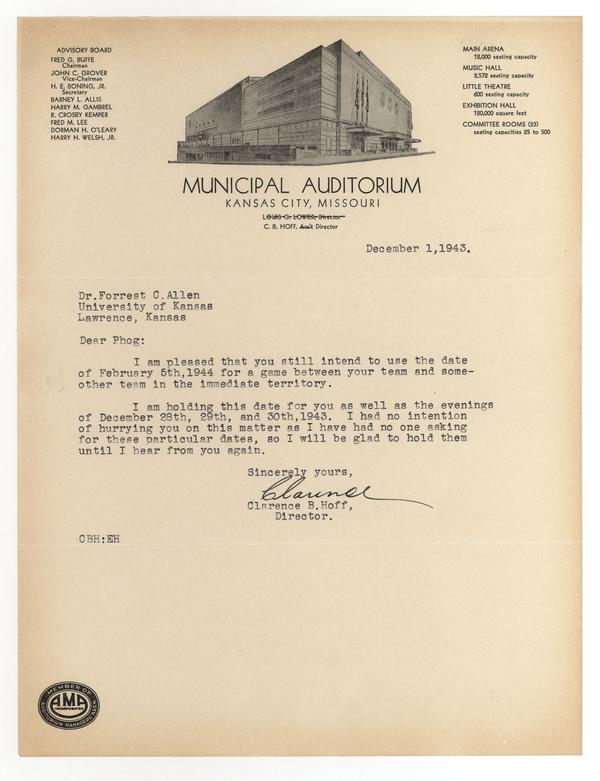 ADVISORY BOARD
FRED G. BUFFE
Chairman
JOHN C. GROVER
Vice-Chairman
H. E. BONING, JR.
Secretary
BARNEY L. ALLIS
HARRY M. GAMBREL
R. CROSBY KEMPER
FRED M. LEE
DORMAN H. O'LEARY
HARRY H. WELSH, JR.
MAIN ARENA
12,000 seating capacity
MUSIC HALL
2,572 seating capacity
LITTLE THEATRE
600 seating capacity
EXHIBITION HALL
120,000 square feet
COMMITTEE ROOMS (23)
seating capacities 25 to 500
MUNICIPAL AUDITORIUM
KANSAS CITY, MISSOURI
LOUIS G. LOWER, Director
C. B. HOFF, Ass't Director
December 1,1943.
Dr.Forrest C.Allen
University of Kansas
Lawrence, Kansas
Dear Phog:
I am pleased that you still intend to use the date
of February 5th,1944 for a game between your team and some-
other team in the immediate territory.
I am holding this date for you as well as the evenings
of December 28th, 29th, and 30th,1943. I had no intention
of hurrying you on this matter as I have had no one asking
for these particular dates, so I will be glad to hold them
until I hear from you again.
Sincerely yours,
Clarence
Clarence B.Hoff,
Director.
CBH:EH
MEMBER OF
AMA
INCORPORATED
AUDITORIUM MANAGERS ASSN